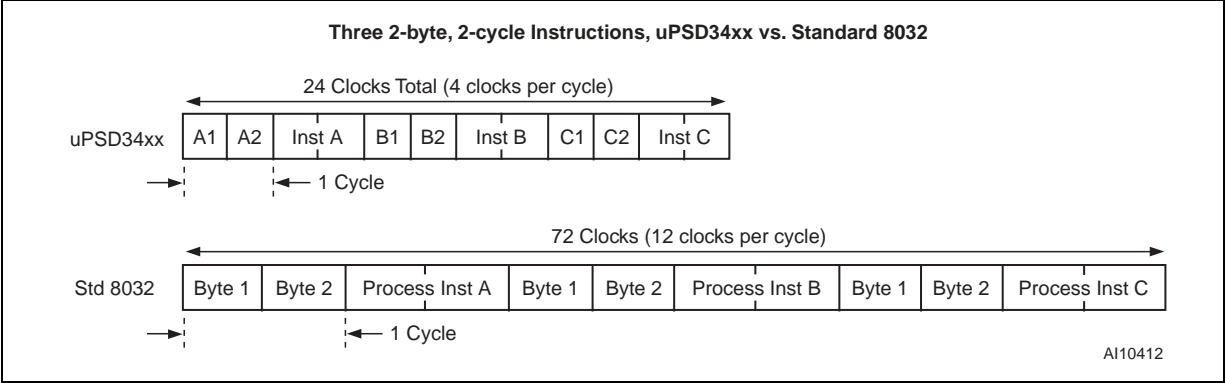 Three 2-byte, 2-cycle Instructions, uPSD34xx vs. Standard 8032
24 Clocks Total (4 clocks per cycle)
uPSD34xx A1 A2 Inst A B1 B2 Inst B C1 C2 Inst C
1 Cycle
72 Clocks (12 clocks per cycle)
Std 8032 Byte 1 Byte 2 Process Inst A Byte 1 Byte 2 Process Inst B Byte 1 Byte 2 Process Inst C
1 Cycle
AI10412